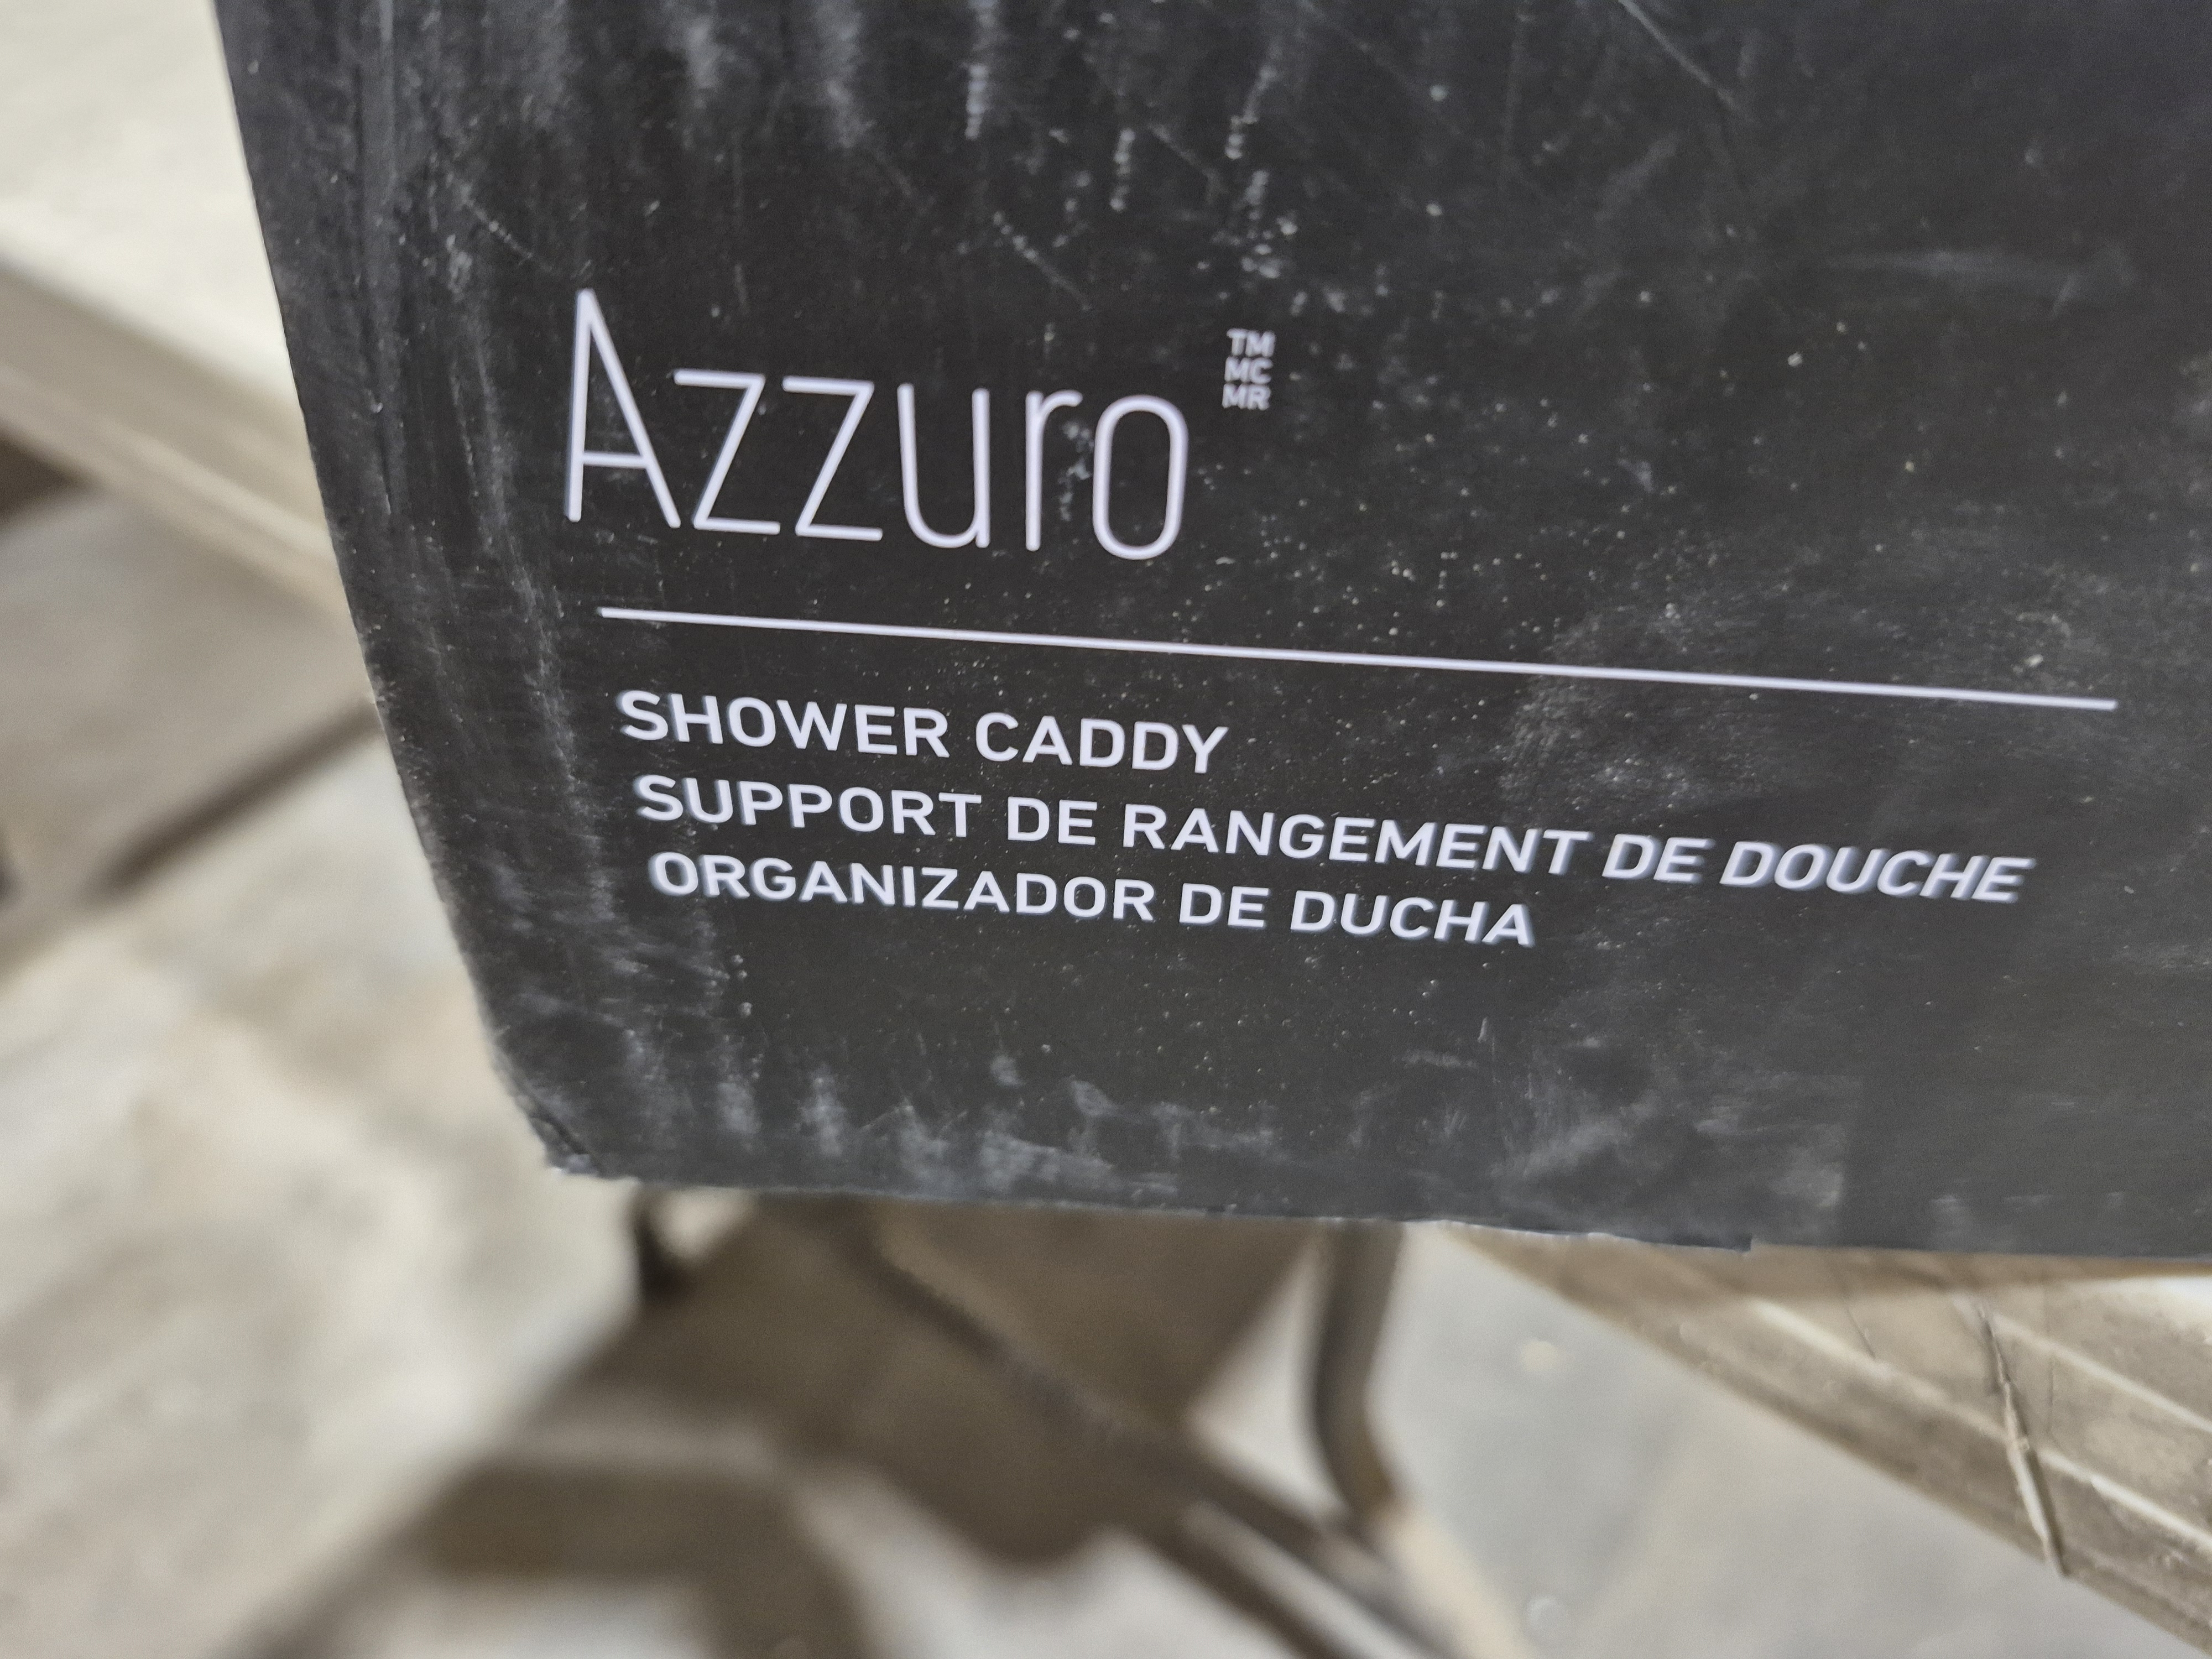 Azzuro TM
MC
MR
SHOWER CADDY
SUPPORT DE RANGEMENT DE DOUCHE
ORGANIZADOR DE DUCHA